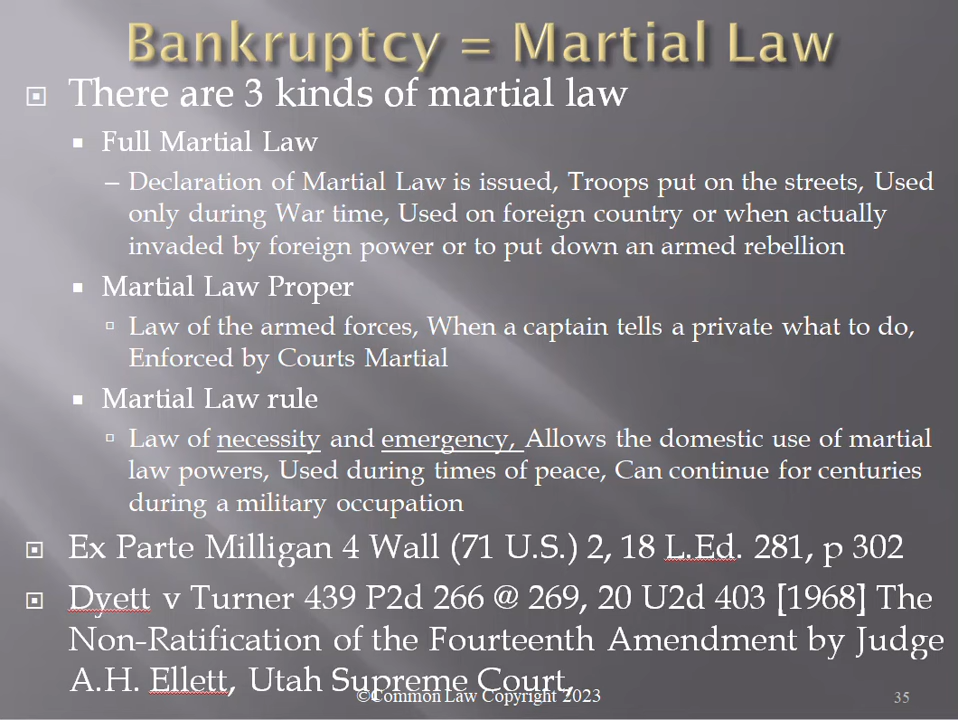 Bankruptcy = Martial Law
There are 3 kinds of martial law
Full Martial Law
– Declaration of Martial Law is issued, Troops put on the streets, Used
only during War time, Used on foreign country or when actually
invaded by foreign power or to put down an armed rebellion
Martial Law Proper
Law of the armed forces, When a captain tells a private what to do,
Enforced by Courts Martial
Martial Law rule
Law of necessity and emergency, Allows the domestic use of martial
law powers, Used during times of peace, Can continue for centuries
during a military occupation
Ex Parte Milligan 4 Wall (71 U.S.) 2, 18 L.Ed. 281, p 302
Dyett v Turner 439 P2d 266 @ 269, 20 U2d 403 [1968] The
Non-Ratification of the Fourteenth Amendment by Judge
A.H. Ellett, Utah Supreme Court,
©Common Law Copyright 2023
35